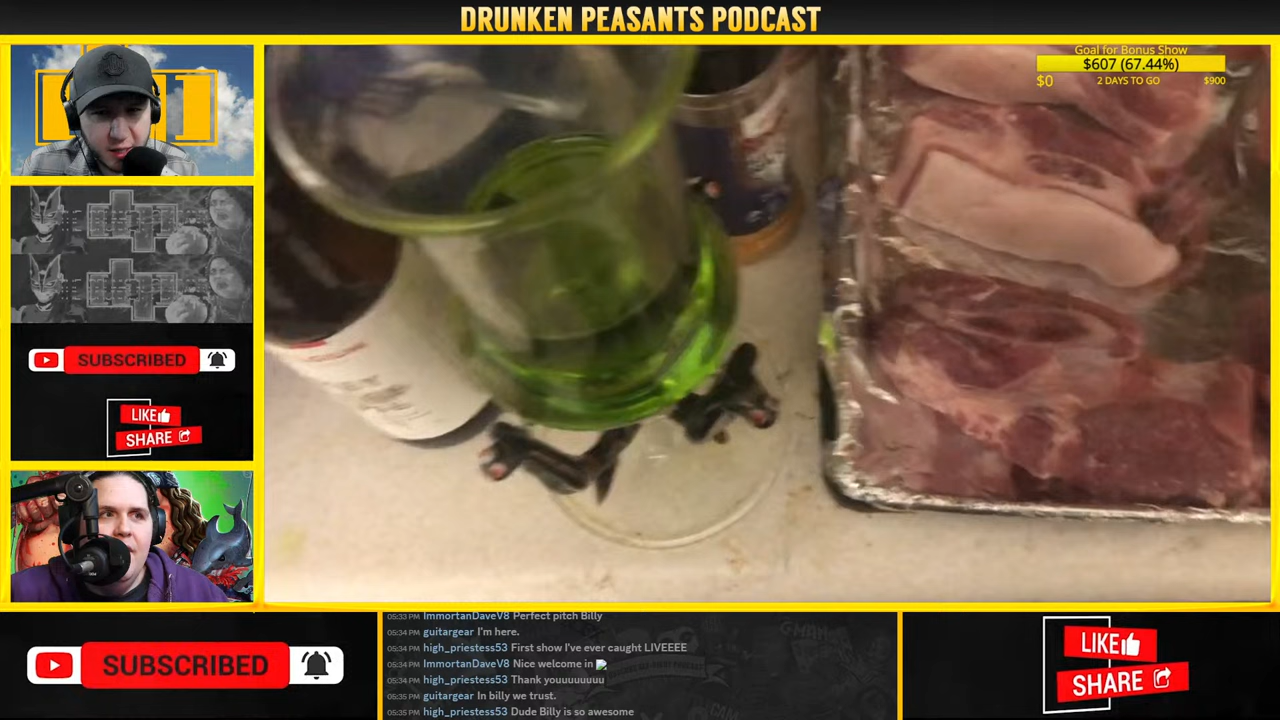 DRUNKEN PEASANTS PODCAST
Goal for Bonus Show
$607 (67.44%)
$0
2 DAYS TO GO
$900
SUBSCRIBED
LIKE
SHARE
05:33 PM ImmortanDaveV8 Perfect pitch Billy
05:34 PM guitargear I'm here.
05:34 PM high_priestess53 First show I've ever caught LIVEEEE
05:34 PM ImmortanDaveV8 Nice welcome in
05:34 PM high_priestess53 Thank youuuuuuuu
05:35 PM guitargear In billy we trust.
05:35 PM high_priestess53 Dude Billy is so awesome
SUBSCRIBED
LIKE
SHARE